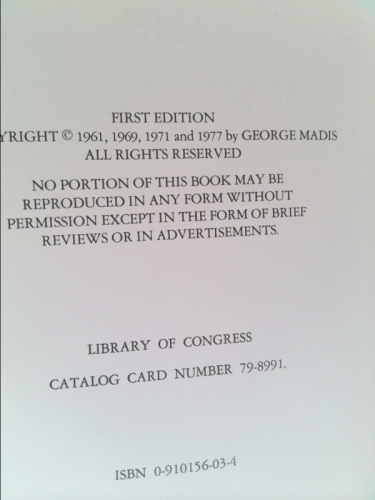 FIRST EDITION
YRIGHT © 1961, 1969, 1971 and 1977 by GEORGE MADIS
ALL RIGHTS RESERVED
NO PORTION OF THIS BOOK MAY BE
REPRODUCED IN ANY FORM WITHOUT
PERMISSION EXCEPT IN THE FORM OF BRIEF
REVIEWS OR IN ADVERTISEMENTS.
LIBRARY OF CONGRESS
CATALOG CARD NUMBER 79-8991.
ISBN 0-910156-03-4